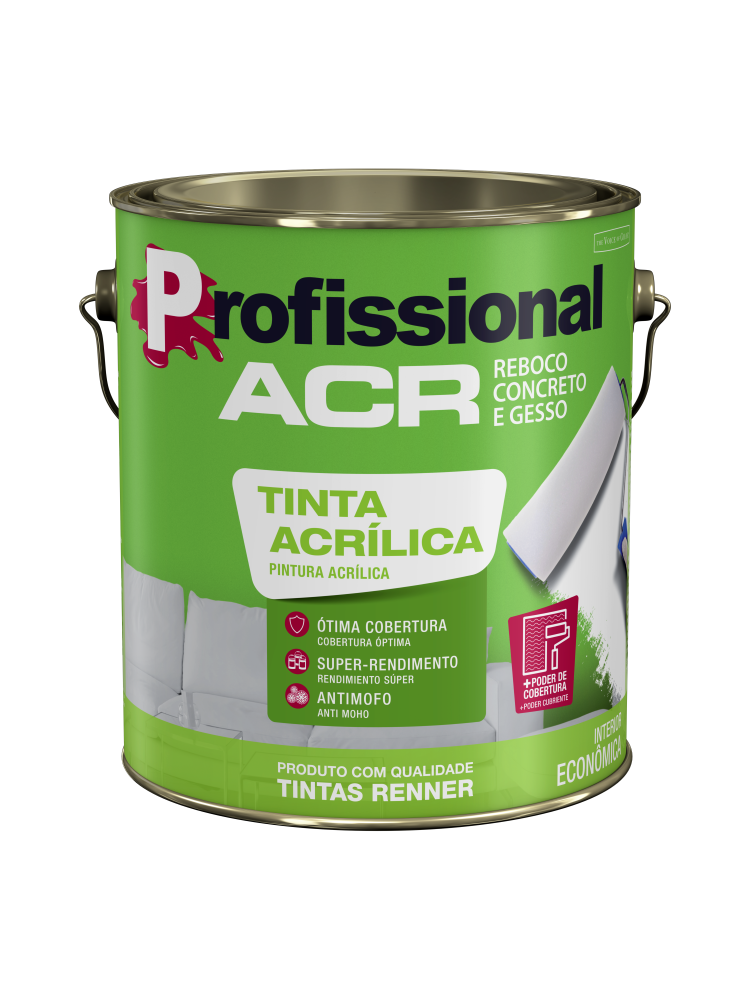 Profissional
ACR
REBOCO
CONCRETO
E GESSO
TINTA
ACRÍLICA
PINTURA ACRÍLICA
ÓTIMA COBERTURA
COBERTURA ÓPTIMA
SUPER-RENDIMENTO
RENDIMIENTO SÚPER
ANTIMOFO
ANTI MOHO
+PODER DE
COBERTURA
+PODER CUBRIENTE
INTERIOR
ECONÔMICA
PRODUTO COM QUALIDADE
TINTAS RENNER